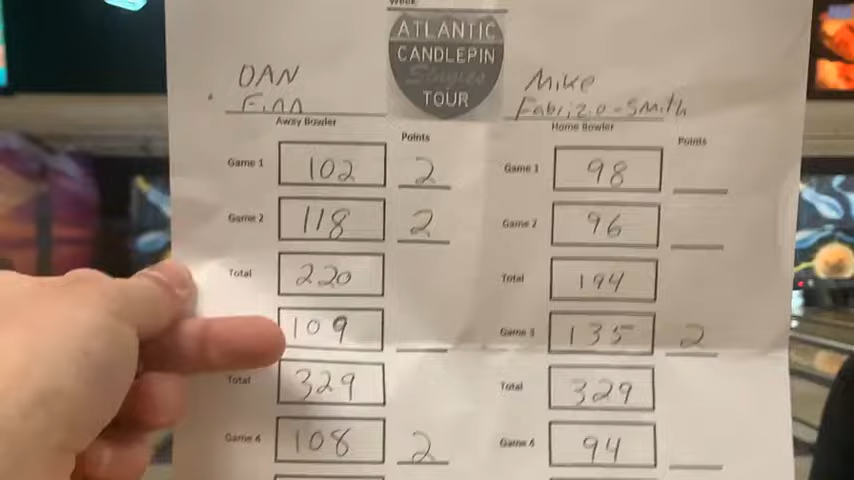 Week
ATLANTIC
CANDLEPIN
Singles
TOUR
DAN
Finn
Away Bowler
Points
Mike
Fabrizio-Smith
Home Bowler
Points
Game 1 102 2 Game 1 98
Game 2 118 2 Game 2 96
Total 220 Total 194
109 Game 3 135 2
Total 329 Total 329
Game 4 108 2 Game 4 94